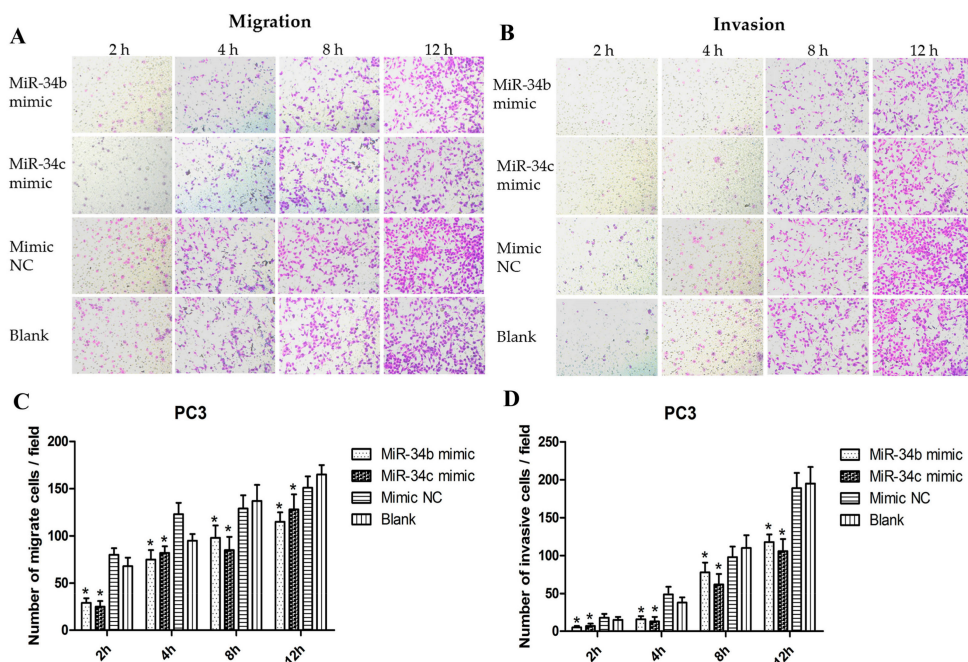 A
Migration
2 h 4 h 8 h 12 h
MiR-34b
mimic
MiR-34c
mimic
Mimic
NC
Blank
B
Invasion
2 h 4 h 8 h 12 h
MiR-34b
mimic
MiR-34c
mimic
Mimic
NC
Blank
C
PC3
Number of migrate cells / field
200
150
100
50
0
* * * * * * * *
2h 4h 8h 12h
MiR-34b mimic
MiR-34c mimic
Mimic NC
Blank
D
PC3
Number of invasive cells / field
250
200
150
100
50
0
* * * * * * * *
2h 4h 8h 12h
MiR-34b mimic
MiR-34c mimic
Mimic NC
Blank